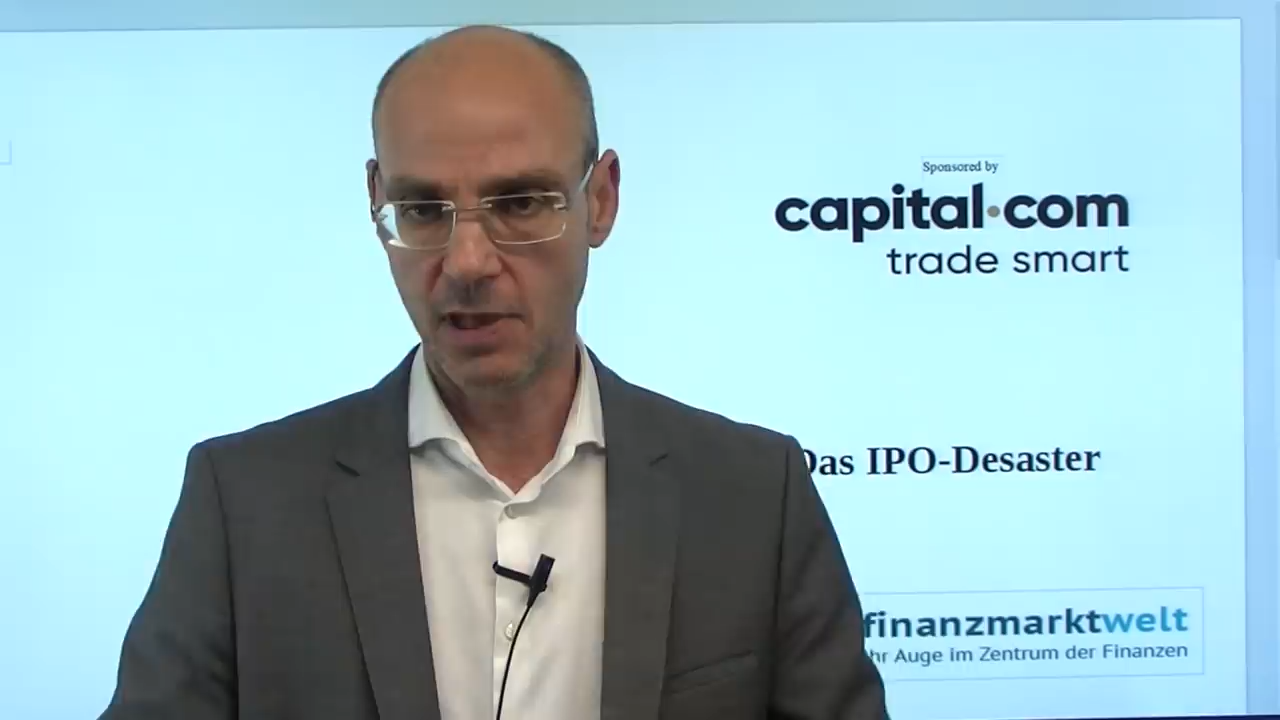 Sponsored by
capital·com
trade smart
Das IPO-Desaster
finanzmarktwelt
hr Auge im Zentrum der Finanzen